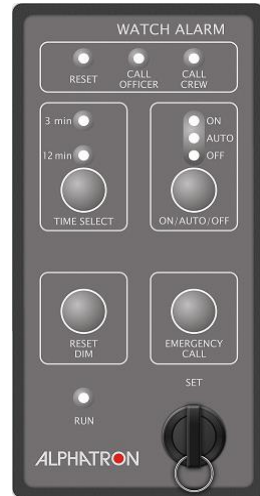 WATCH ALARM
RESET
CALL
OFFICER
CALL
CREW
3 min
12 min
TIME SELECT
ON
AUTO
OFF
ON/AUTO/OFF
RESET
DIM
EMERGENCY
CALL
RUN
SET
ALPHATRON